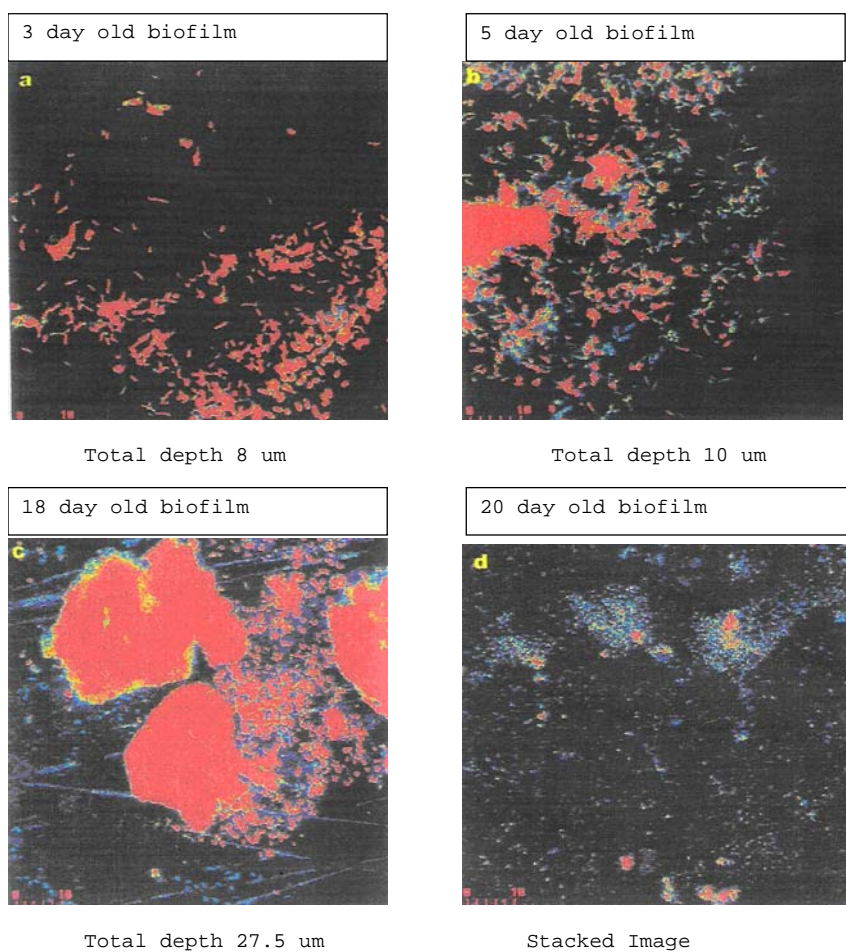 3 day old biofilm
5 day old biofilm
a
b
Total depth 8 um
Total depth 10 um
18 day old biofilm
20 day old biofilm
c
d
Total depth 27.5 um
Stacked Image